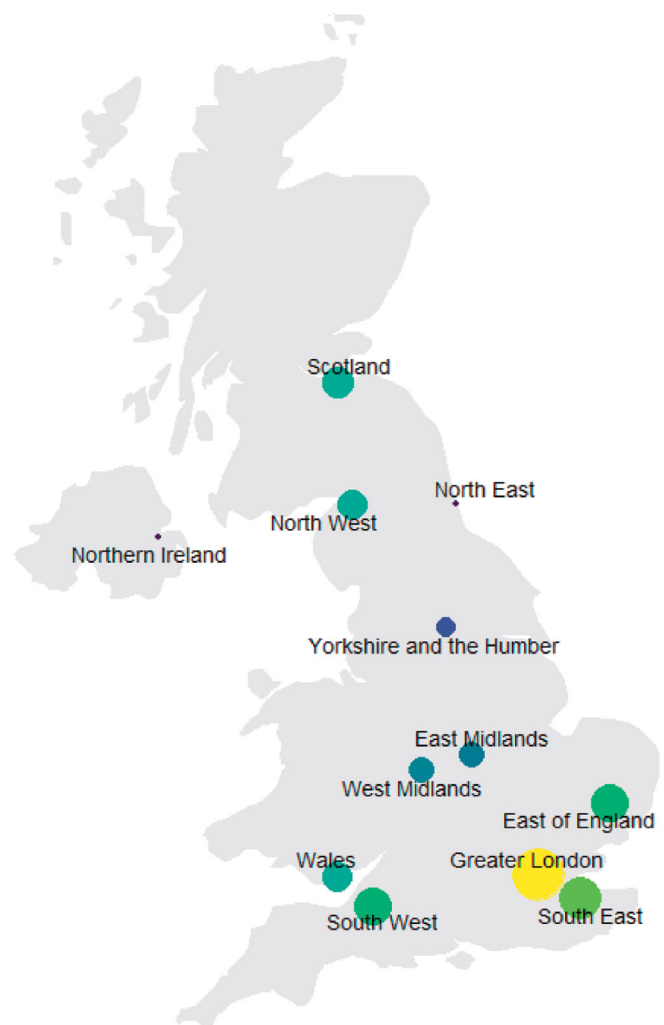 Scotland
North East
North West
Northern Ireland
Yorkshire and the Humber
East Midlands
West Midlands
East of England
Wales
Greater London
South West
South East